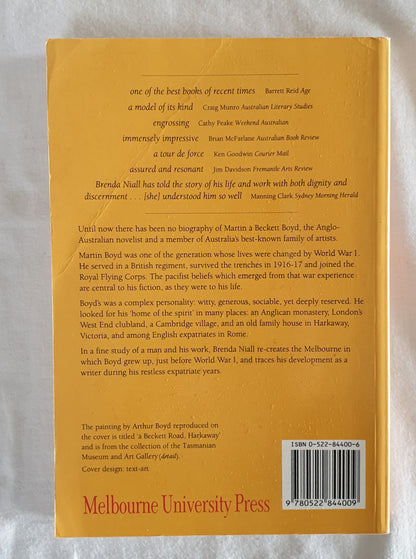 one of the best books of recent times Barrett Reid Age
a model of its kind Craig Munro Australian Literary Studies
engrossing Cathy Peake Weekend Australian
immensely impressive Brian McFarlane Australian Book Review
a tour de force Ken Goodwin Courier Mail
assured and resonant Jim Davidson Fremantle Arts Review
Brenda Niall has told the story of his life and work with both dignity and
discernment . . . [she] understood him so well Manning Clark Sydney Morning Herald
Until now there has been no biography of Martin à Beckett Boyd, the Anglo-
Australian novelist and a member of Australia's best-known family of artists.
Martin Boyd was one of the generation whose lives were changed by World War I.
He served in a British regiment, survived the trenches in 1916–17 and joined the
Royal Flying Corps. The pacifist beliefs which emerged from that war experience
are central to his fiction, as they were to his life.
Boyd's was a complex personality: witty, generous, sociable, yet deeply reserved. He
looked for his 'home of the spirit' in many places: an Anglican monastery, London's
West End clubland, a Cambridge village, and an old family house in Harkaway,
Victoria, and among English expatriates in Rome.
In a fine study of a man and his work, Brenda Niall re-creates the Melbourne in
which Boyd grew up, just before World War I, and traces his development as a
writer during his restless expatriate years.
The painting by Arthur Boyd reproduced on
the cover is titled 'à Beckett Road, Harkaway'
and is from the collection of the Tasmanian
Museum and Art Gallery (detail).
Cover design: text-art
ISBN 0-522-84400-6
9 780522 844009
Melbourne University Press